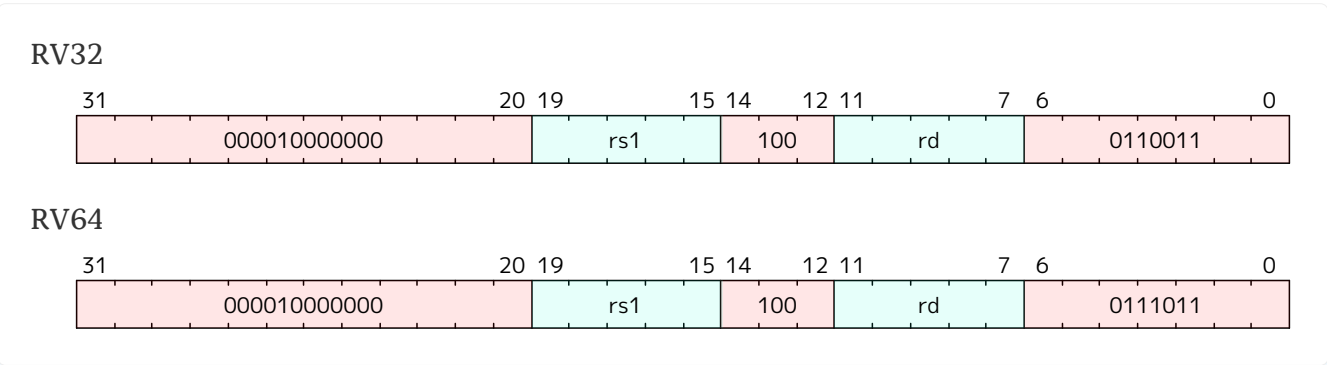 RV32
31 20 19 15 14 12 11 7 6 0
000010000000 rs1 100 rd 0110011
RV64
31 20 19 15 14 12 11 7 6 0
000010000000 rs1 100 rd 0111011